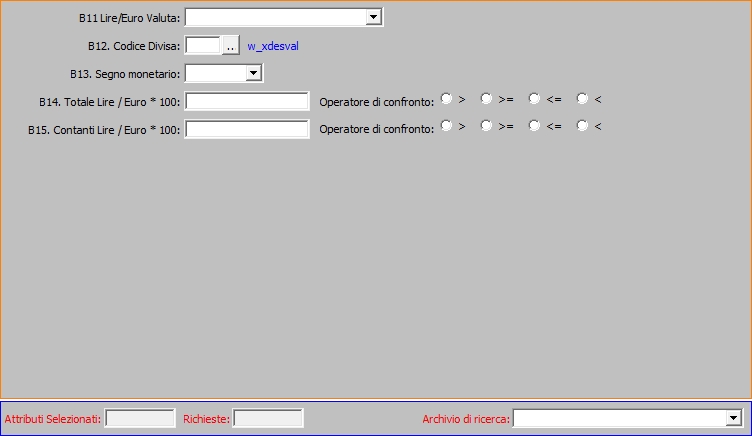 B11 Lire/Euro Valuta:
B12. Codice Divisa: .. w_xdesval
B13. Segno monetario:
B14. Totale Lire / Euro * 100: Operatore di confronto: > >= <= <
B15. Contanti Lire / Euro * 100: Operatore di confronto: > >= <= <
Attributi Selezionati: Richieste: Archivio di ricerca: